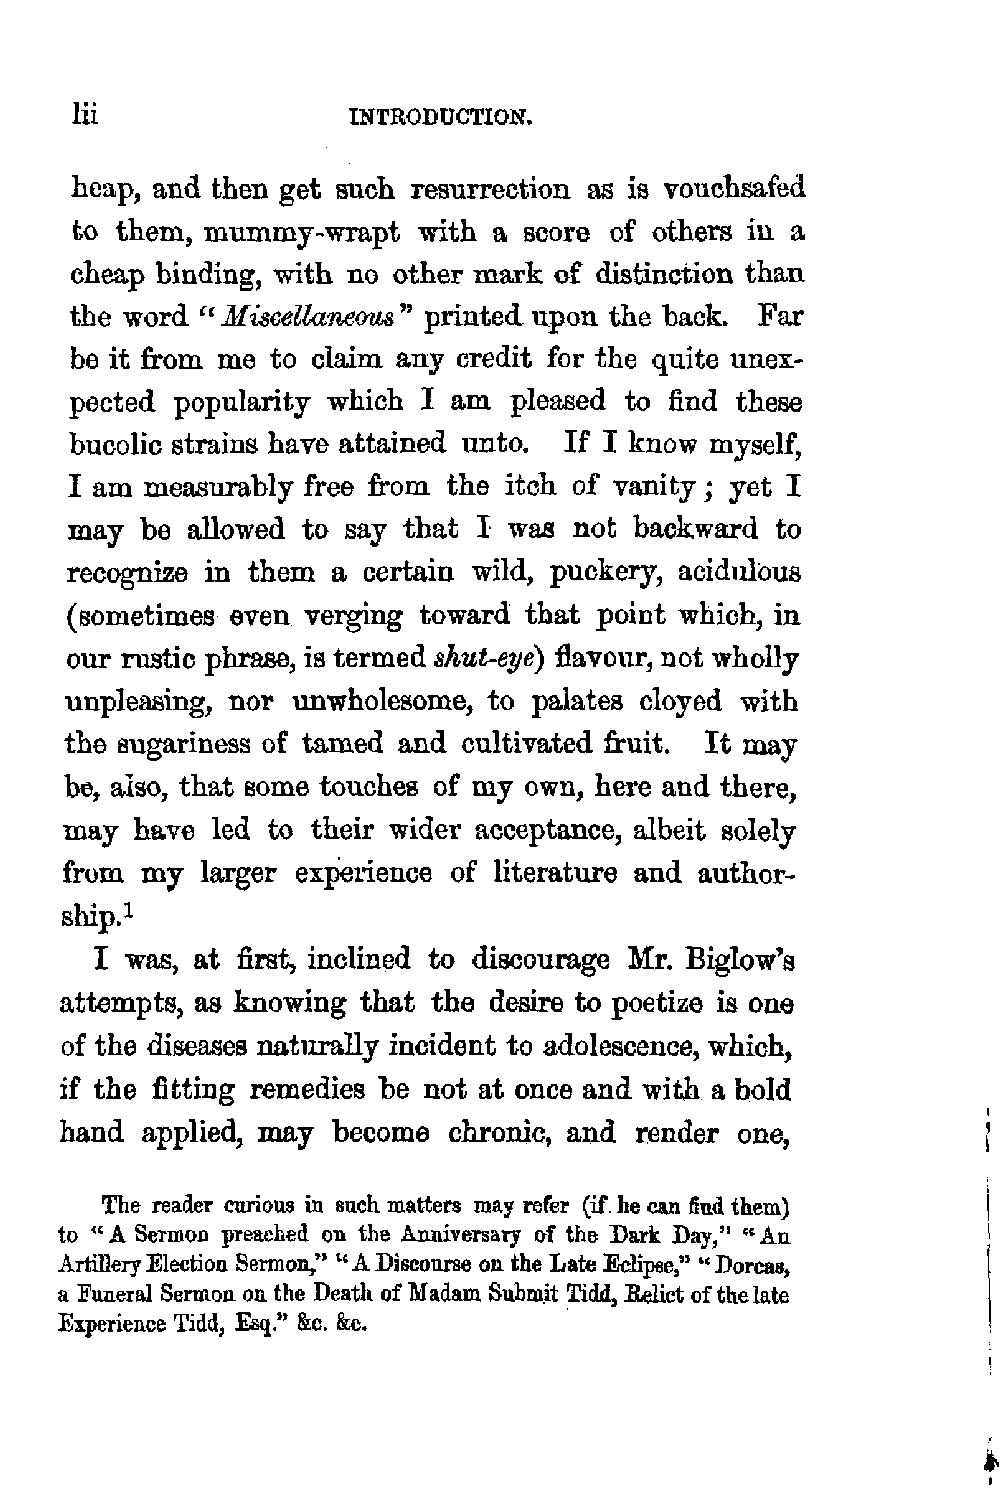 lii INTRODUCTION.
heap, and then get such resurrection as is vouchsafed
to them, mummy-wrapt with a score of others in a
cheap binding, with no other mark of distinction than
the word “Miscellaneous” printed upon the back. Far
be it from me to claim any credit for the quite unex-
pected popularity which I am pleased to find these
bucolic strains have attained unto. If I know myself,
I am measurably free from the itch of vanity; yet I
may be allowed to say that I was not backward to
recognize in them a certain wild, puckery, acidulous
(sometimes even verging toward that point which, in
our rustic phrase, is termed shut-eye) flavour, not wholly
unpleasing, nor unwholesome, to palates cloyed with
the sugariness of tamed and cultivated fruit. It may
be, also, that some touches of my own, here and there,
may have led to their wider acceptance, albeit solely
from my larger experience of literature and author-
ship.1
I was, at first, inclined to discourage Mr. Biglow’s
attempts, as knowing that the desire to poetize is one
of the diseases naturally incident to adolescence, which,
if the fitting remedies be not at once and with a bold
hand applied, may become chronic, and render one,
The reader curious in such matters may refer (if he can find them)
to “A Sermon preached on the Anniversary of the Dark Day,” “An
Artillery Election Sermon,” “A Discourse on the Late Eclipse,” “Dorcas,
a Funeral Sermon on the Death of Madam Submit Tidd, Relict of the late
Experience Tidd, Esq.” &c. &c.